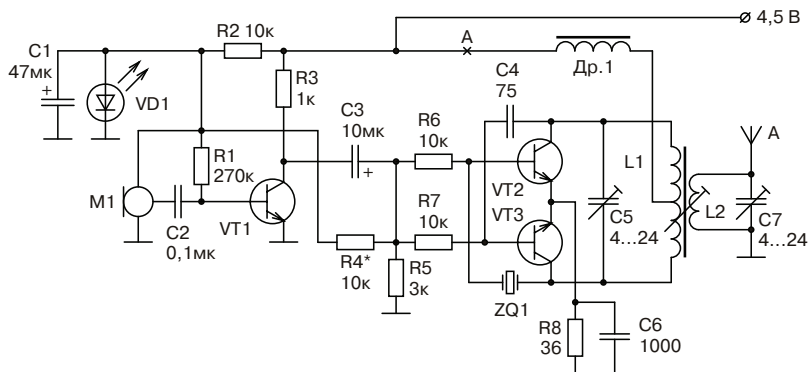 4,5 В
C1
47мк
+
VD1
R2 10к
R3
1к
A
Др.1
C4
75
C3
10мк
+
R6
10к
R1
270к
VT2
VT3
L1
A
M1
C2
0,1мк
VT1
R7
10к
C5
4...24
L2
C7
4...24
R4*
10к
R5
3к
ZQ1
R8
36
C6
1000